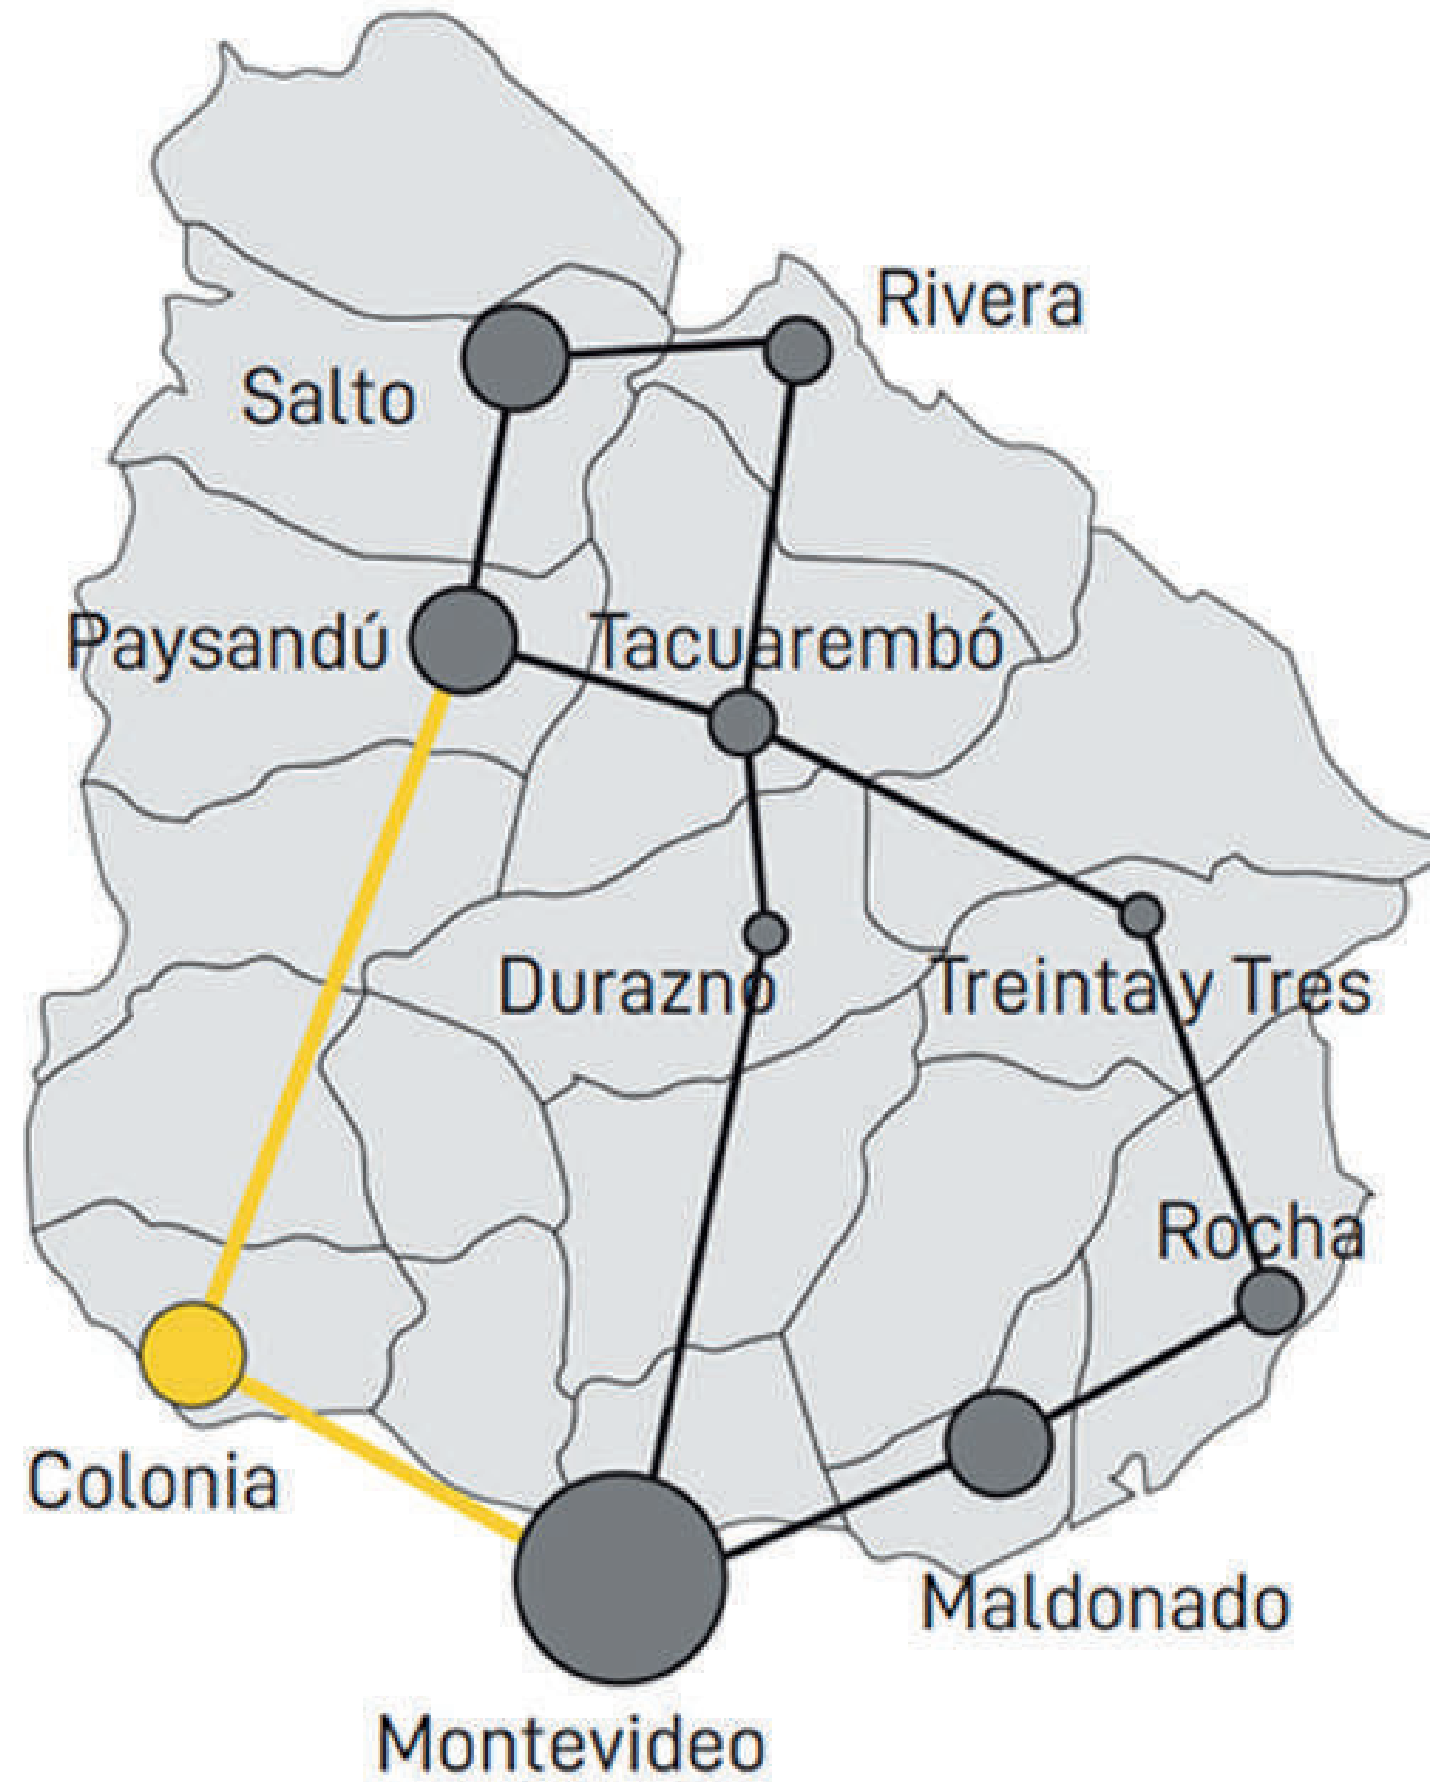 Rivera
Salto
Paysandú
Tacuarembó
Durazno
Treinta y Tres
Rocha
Colonia
Maldonado
Montevideo